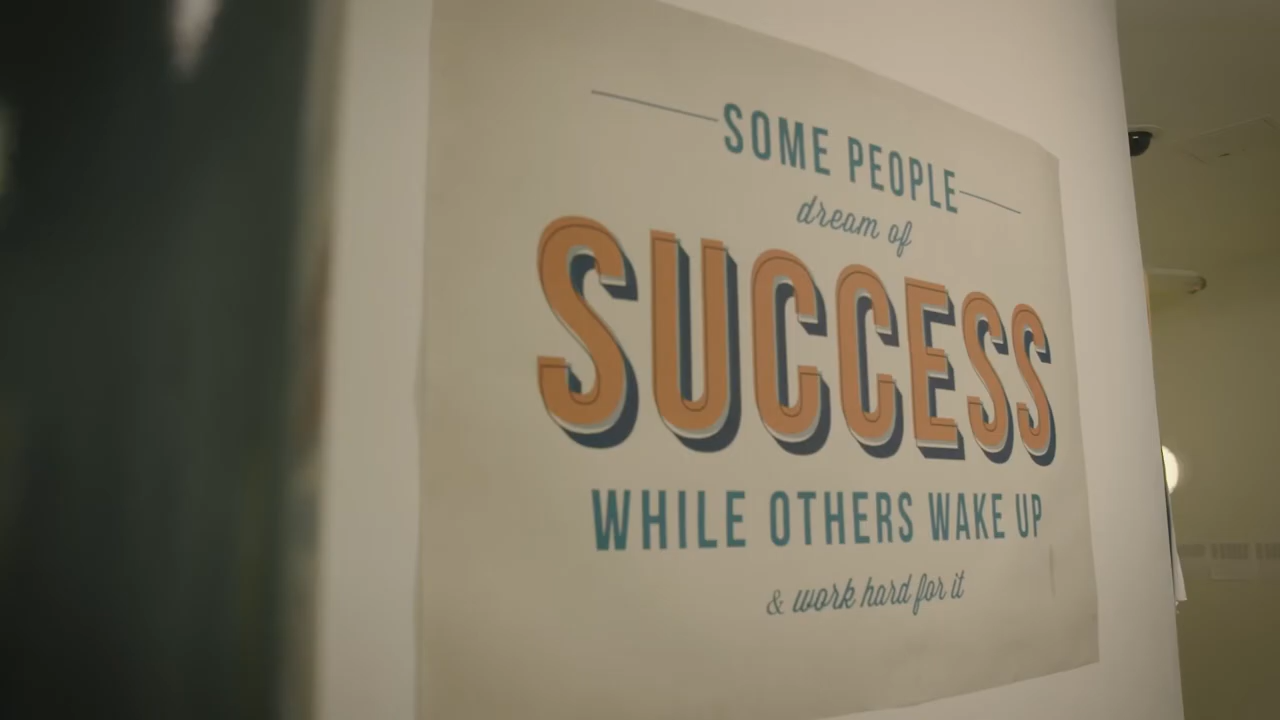 SOME PEOPLE
dream of
SUCCESS
WHILE OTHERS WAKE UP
& work hard for it